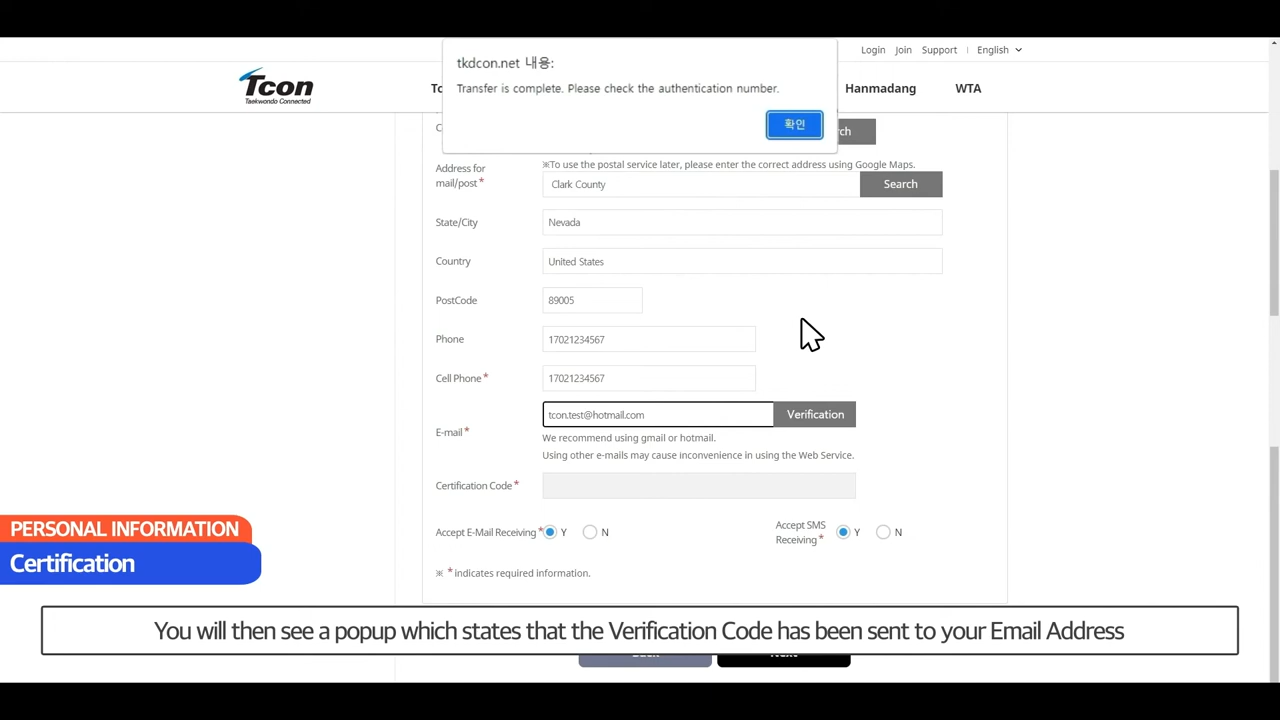 tkdcon.net 내용:
Transfer is complete. Please check the authentication number.
확인
Login Join Support English
Tcon
Taekwondo Connected
Hanmadang WTA
Address for
mail/post *
※To use the postal service later, please enter the correct address using Google Maps.
Clark County
Search
State/City
Nevada
Country
United States
PostCode
89005
Phone
17021234567
Cell Phone *
17021234567
E-mail *
tcon.test@hotmail.com
Verification
We recommend using gmail or hotmail.
Using other e-mails may cause inconvenience in using the Web Service.
Certification Code *
Accept E-Mail Receiving * Y N
Accept SMS
Receiving *
Y N
※ * indicates required information.
PERSONAL INFORMATION
Certification
You will then see a popup which states that the Verification Code has been sent to your Email Address